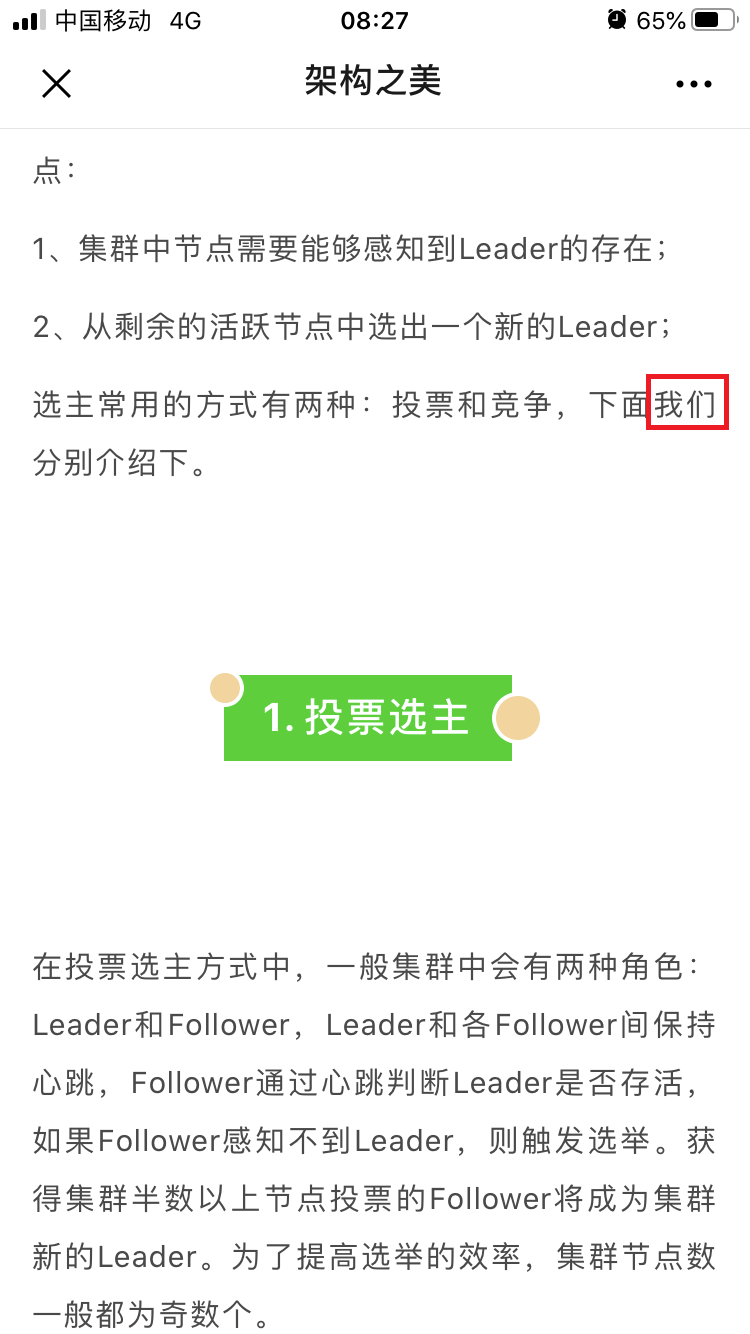 中国移动 4G 08:27 65%
架构之美
点：
1、集群中节点需要能够感知到Leader的存在；
2、从剩余的活跃节点中选出一个新的Leader；
选主常用的方式有两种：投票和竞争，下面我们
分别介绍下。
1. 投票选主
在投票选主方式中，一般集群中会有两种角色：
Leader和Follower，Leader和各Follower间保持
心跳，Follower通过心跳判断Leader是否存活，
如果Follower感知不到Leader，则触发选举。获
得集群半数以上节点投票的Follower将成为集群
新的Leader。为了提高选举的效率，集群节点数
一般都为奇数个。